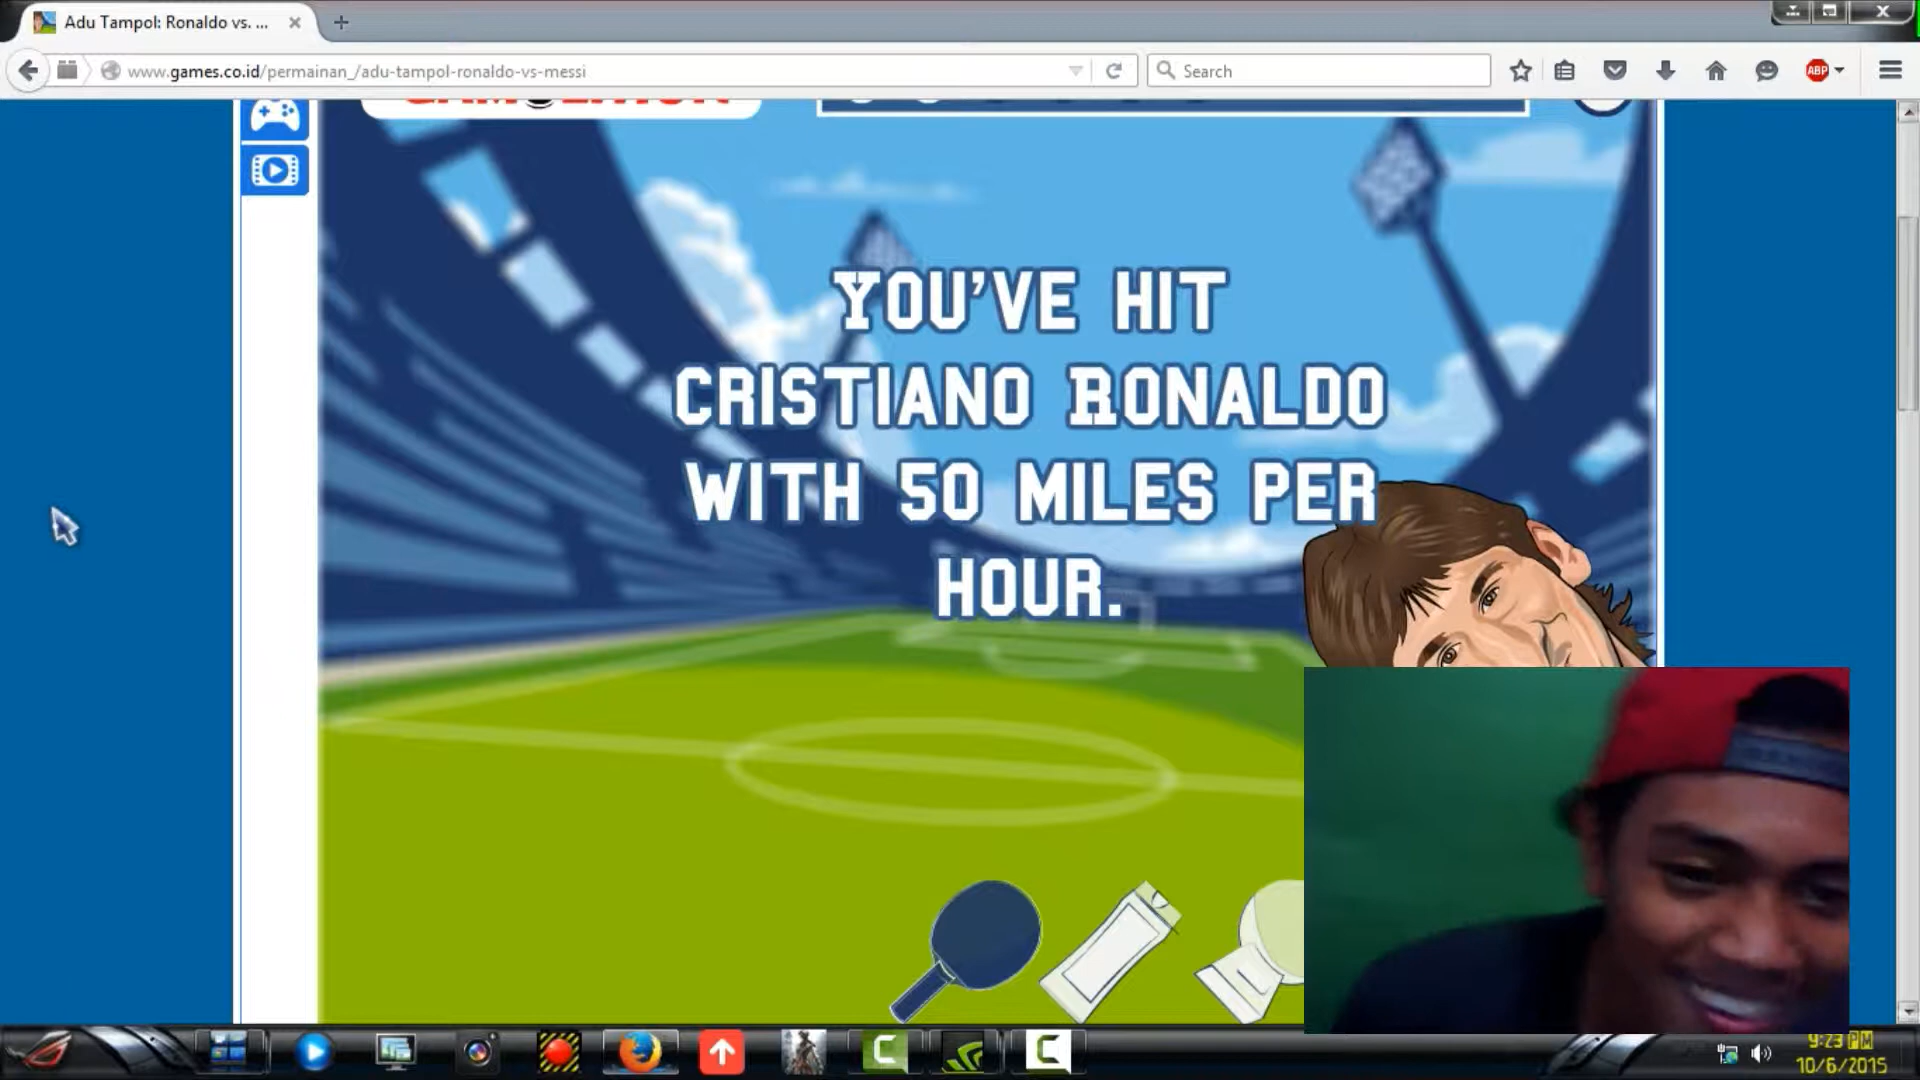 Adu Tampol: Ronaldo vs. ...
www.games.co.id/permainan_/adu-tampol-ronaldo-vs-messi
Search
ABP
YOU'VE HIT
CRISTIANO RONALDO
WITH 50 MILES PER
HOUR.
9:23 PM
10/6/2015